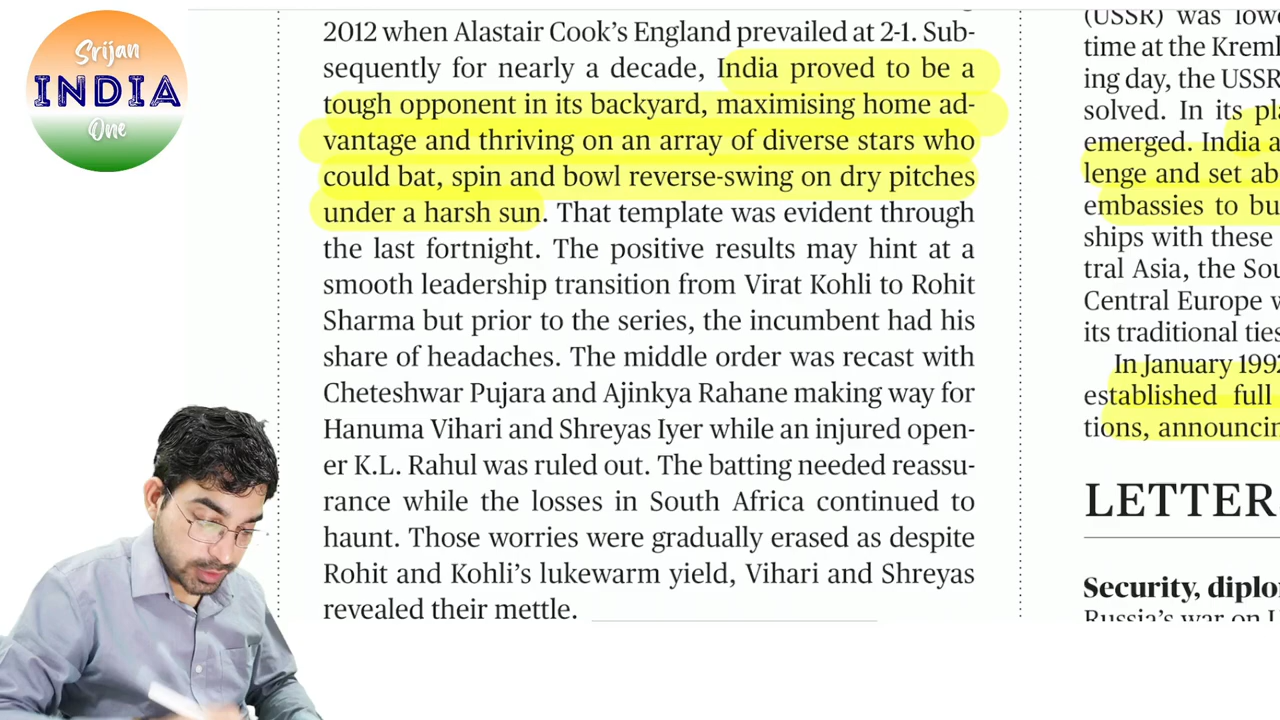 Srijan
INDIA
One
2012 when Alastair Cook's England prevailed at 2-1. Sub-
sequently for nearly a decade, India proved to be a
tough opponent in its backyard, maximising home ad-
vantage and thriving on an array of diverse stars who
could bat, spin and bowl reverse-swing on dry pitches
under a harsh sun. That template was evident through
the last fortnight. The positive results may hint at a
smooth leadership transition from Virat Kohli to Rohit
Sharma but prior to the series, the incumbent had his
share of headaches. The middle order was recast with
Cheteshwar Pujara and Ajinkya Rahane making way for
Hanuma Vihari and Shreyas Iyer while an injured open-
er K.L. Rahul was ruled out. The batting needed reassu-
rance while the losses in South Africa continued to
haunt. Those worries were gradually erased as despite
Rohit and Kohli's lukewarm yield, Vihari and Shreyas
revealed their mettle.
(USSR) was
time at the
ing day, the USSR
solved. In its
emerged. India
lenge and set
embassies to
ships with these
tral Asia, the
Central Europe
its traditional ties
In January
established full
tions,
LETTER
Security,
Russia's war on